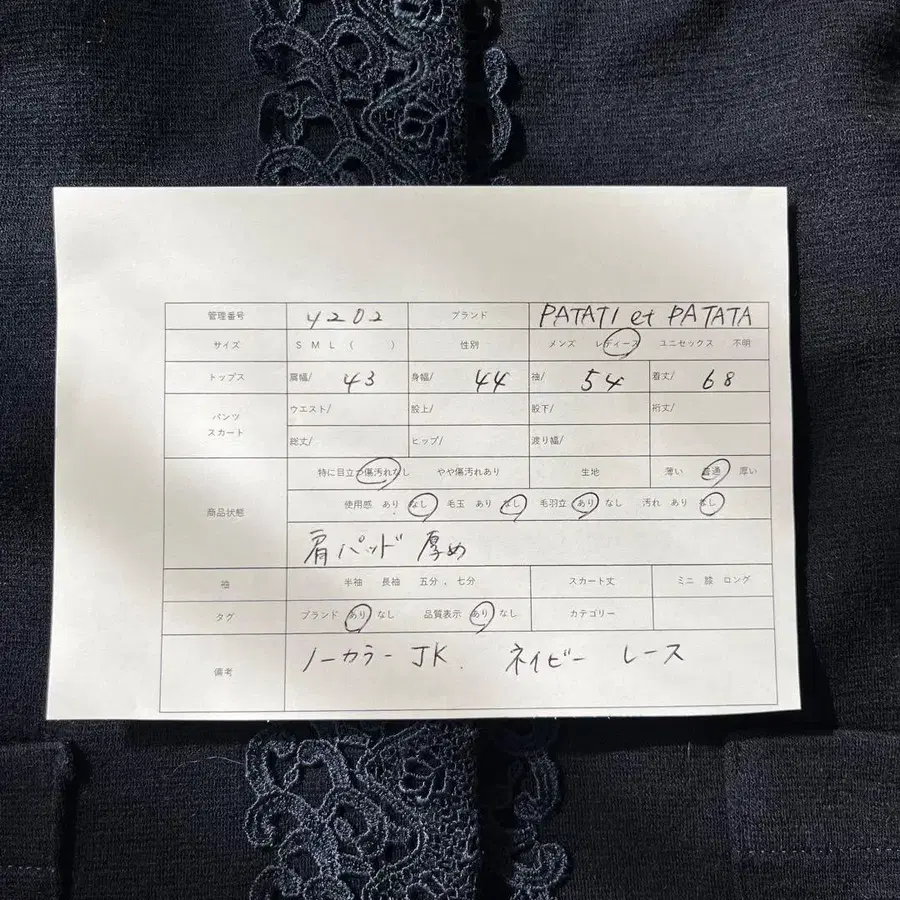 管理番号 4202 ブランド PATATI et PATATA
サイズ S M L ( ) 性別 メンズ レディース ユニセックス 不明
トップス 肩幅/ 43 身幅/ 44 袖/ 54 着丈/ 68
パンツ スカート ウエスト/ 股上/ 股下/ 裄丈/
総丈/ ヒップ/ 渡り幅/
商品状態 特に目立つ傷汚れなし やや傷汚れあり 生地 薄い 普通 厚い
使用感 あり なし 毛玉 あり なし 毛羽立 あり なし 汚れ あり なし
肩パッド 厚め
袖 半袖 長袖 五分、七分 スカート丈 ミニ 膝 ロング
タグ ブランド あり なし 品質表示 あり なし カテゴリー
備考 ノーカラーJK. ネイビー レース